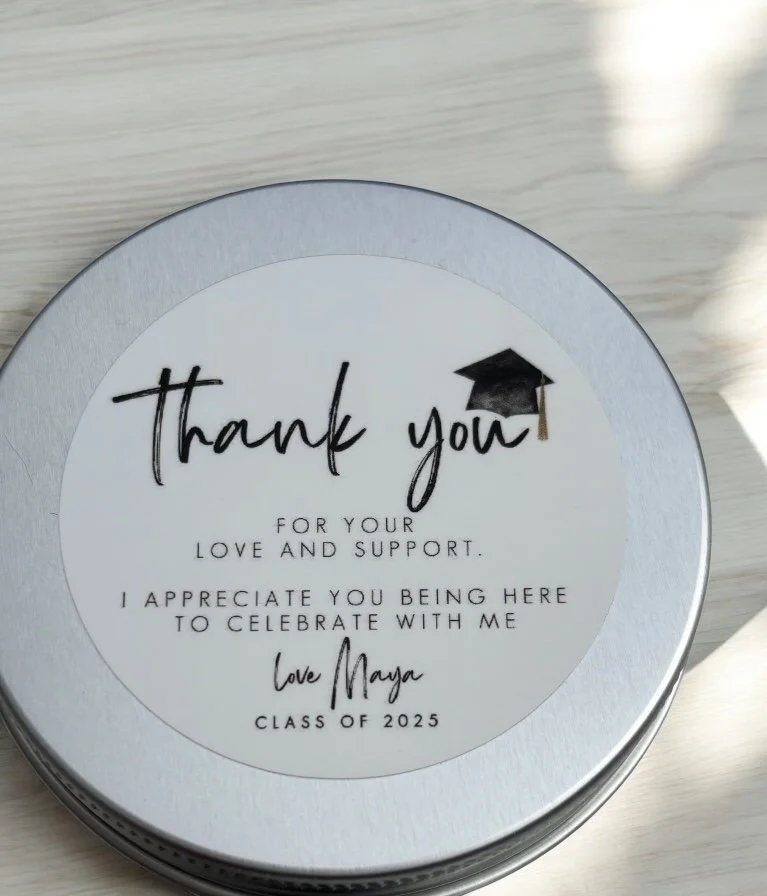 Thank you
FOR YOUR
LOVE AND SUPPORT.
I APPRECIATE YOU BEING HERE
TO CELEBRATE WITH ME
Love Maya
CLASS OF 2025